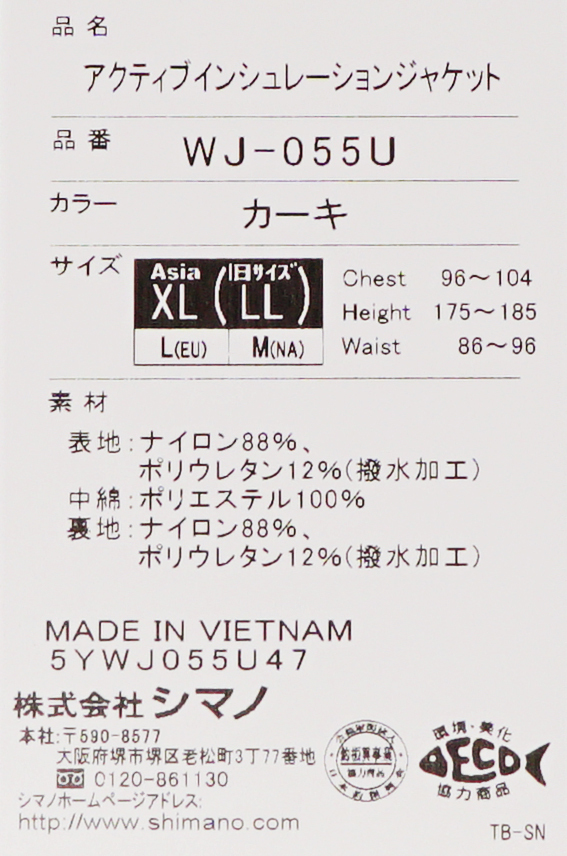 品名
アクティブインシュレーションジャケット
品番
WJ-055U
カラー
カーキ
サイズ
Asia
XL
(旧サイズ LL)
L(EU)
M(NA)
Chest 96〜104
Height 175〜185
Waist 86〜96
素材
表地:ナイロン88%、
ポリウレタン12%(撥水加工)
中綿:ポリエステル100%
裏地:ナイロン88%、
ポリウレタン12%(撥水加工)
MADE IN VIETNAM
5YWJ055U47
株式会社シマノ
本社:〒590-8577
大阪府堺市堺区老松町3丁77番地
0120-861130
シマノホームページアドレス:
http://www.shimano.com
協力商品
環境・美化
ECO
協力商品
TB-SN